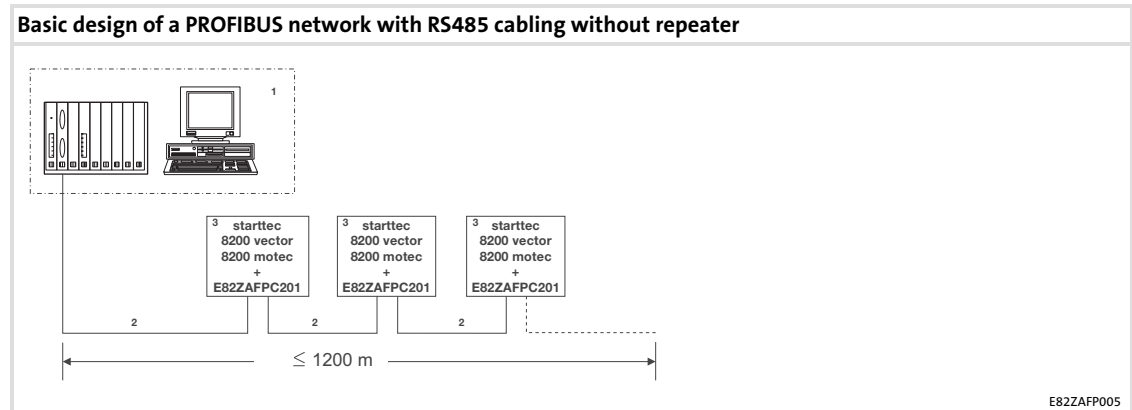 Basic design of a PROFIBUS network with RS485 cabling without repeater
1
3 starttec
8200 vector
8200 motec
+
E82ZAFPC201
3 starttec
8200 vector
8200 motec
+
E82ZAFPC201
3 starttec
8200 vector
8200 motec
+
E82ZAFPC201
2
2
2
≤ 1200 m
E82ZAFP005